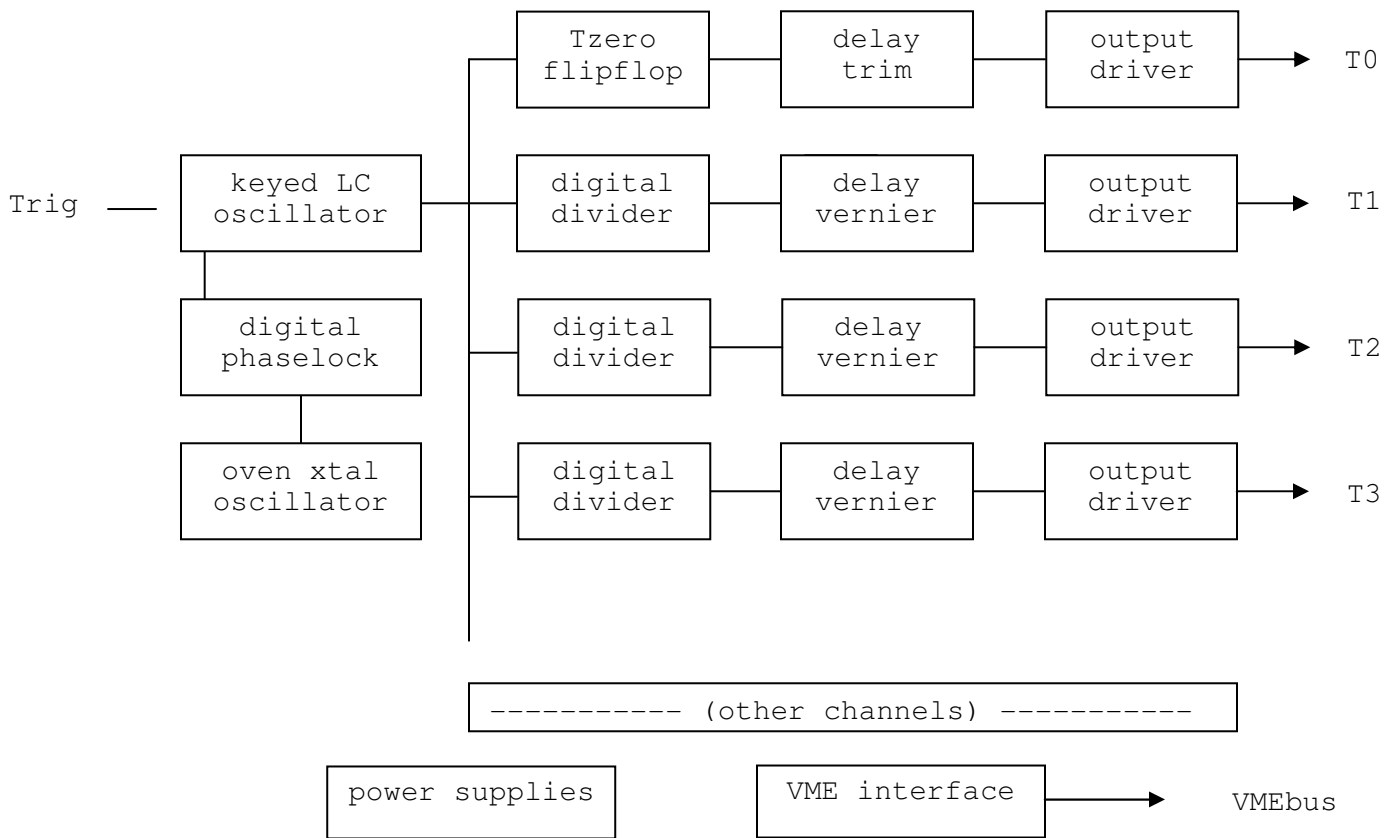 Tzero
flipflop
delay
trim
output
driver
T0
Trig
keyed LC
oscillator
digital
divider
delay
vernier
output
driver
T1
digital
phaselock
digital
divider
delay
vernier
output
driver
T2
oven xtal
oscillator
digital
divider
delay
vernier
output
driver
T3
----------- (other channels) -----------
power supplies
VME interface
VMEbus